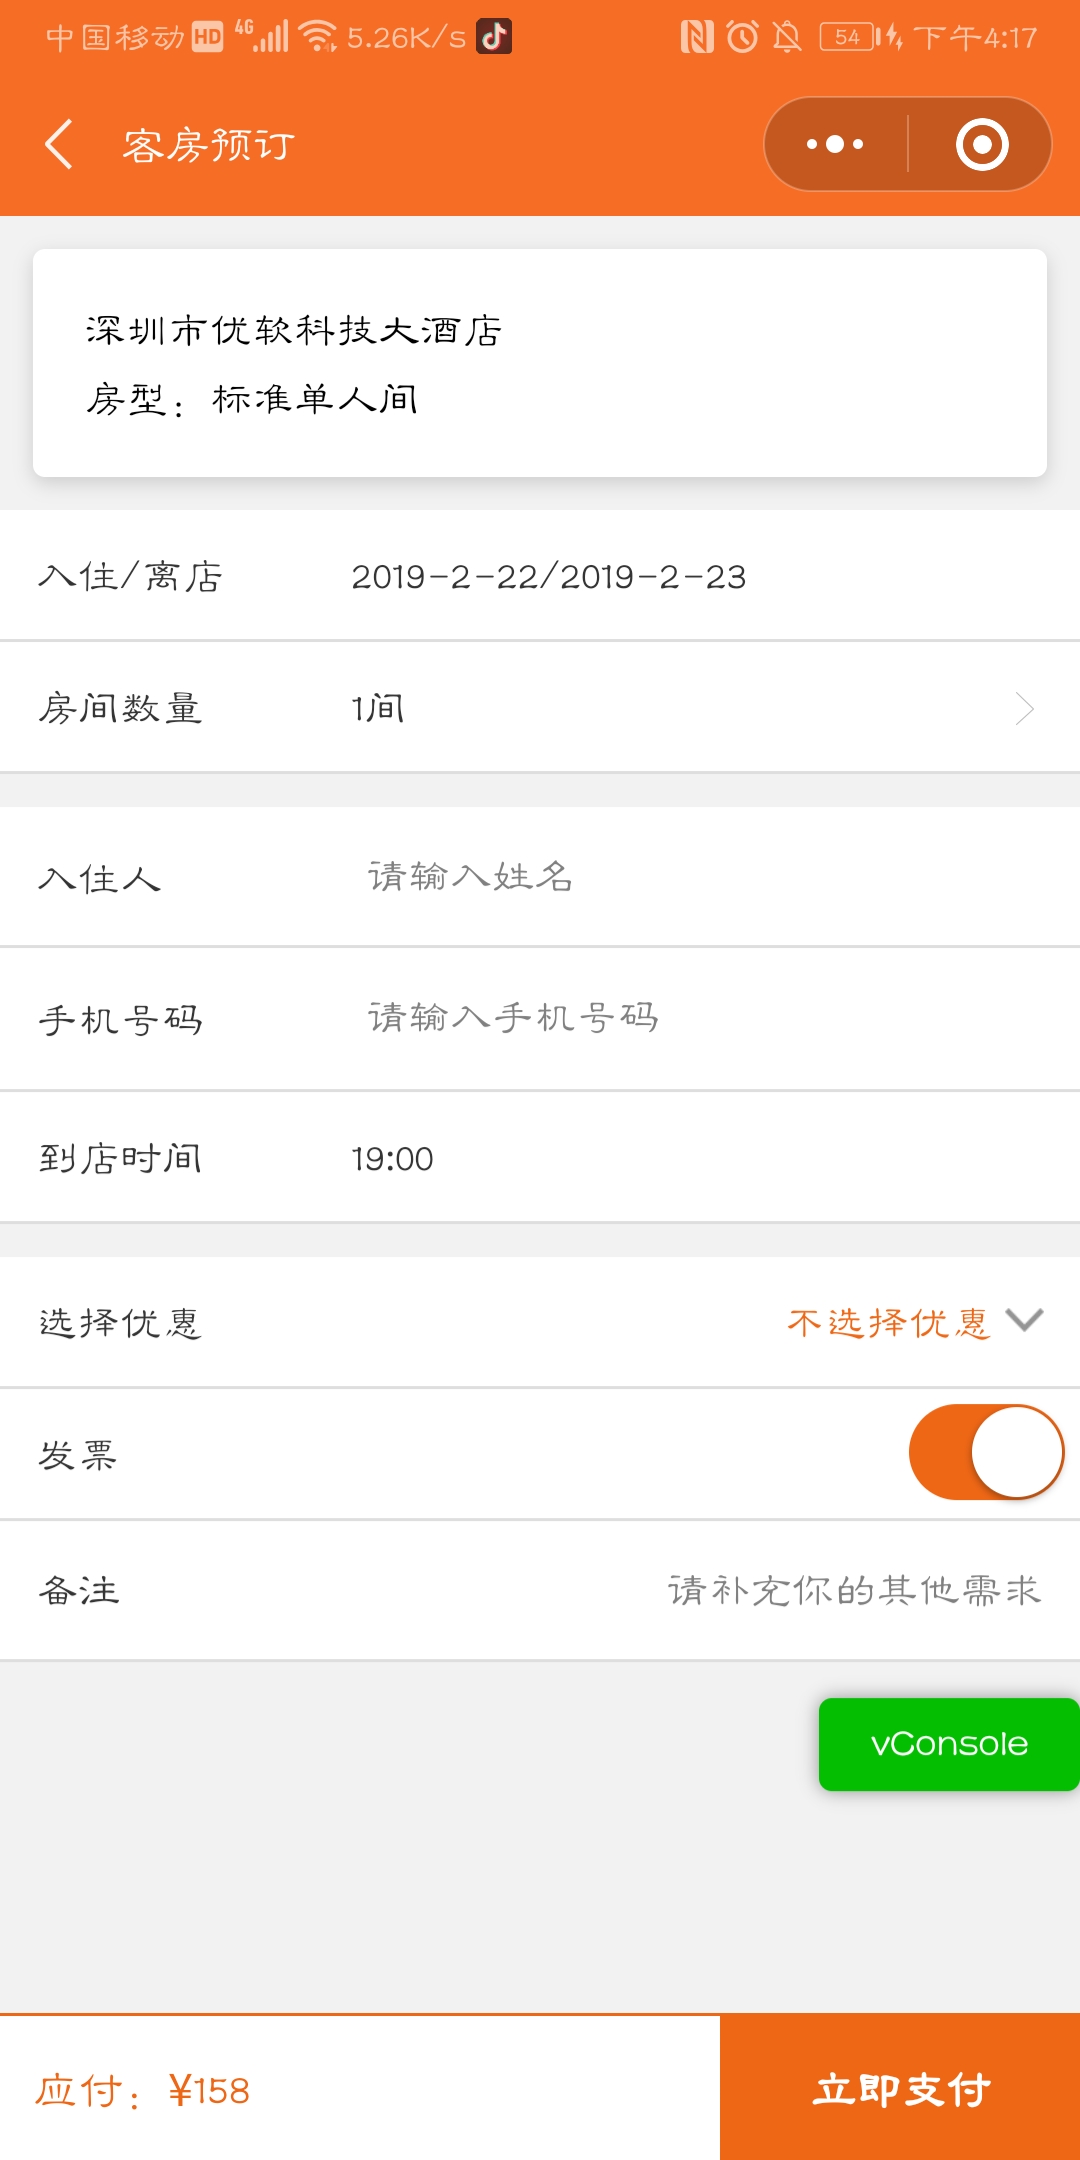 中国移动 HD 4G 5.26K/s 54 下午4:17
客房预订
深圳市优软科技大酒店
房型：标准单人间
入住/离店 2019-2-22/2019-2-23
房间数量 1间
入住人 请输入姓名
手机号码 请输入手机号码
到店时间 19:00
选择优惠 不选择优惠
发票
备注 请补充你的其他需求
vConsole
应付：¥158 立即支付